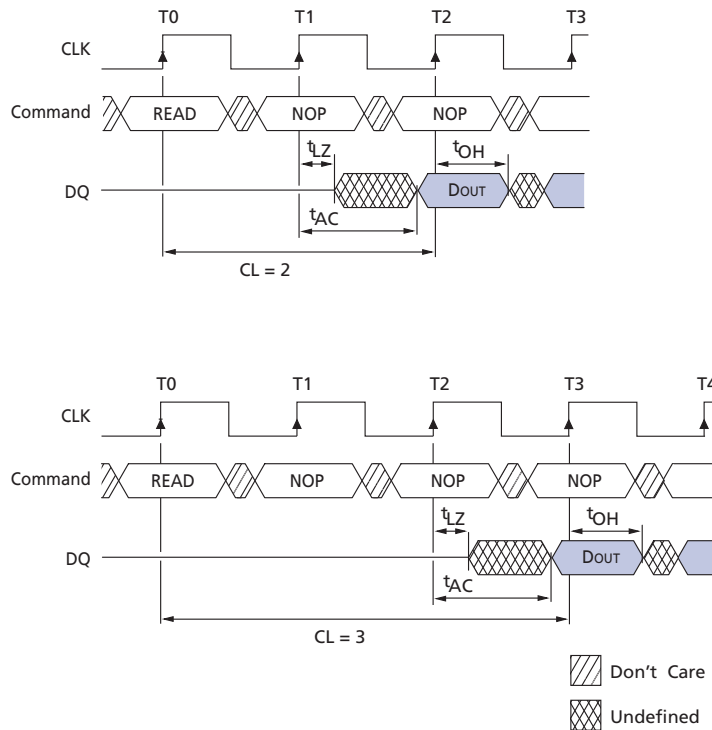 T0 T1 T2 T3
CLK
Command READ NOP NOP
tLZ tOH
DQ DOUT
tAC
CL = 2
T0 T1 T2 T3 T4
CLK
Command READ NOP NOP NOP
tLZ tOH
DQ DOUT
tAC
CL = 3
Don't Care
Undefined